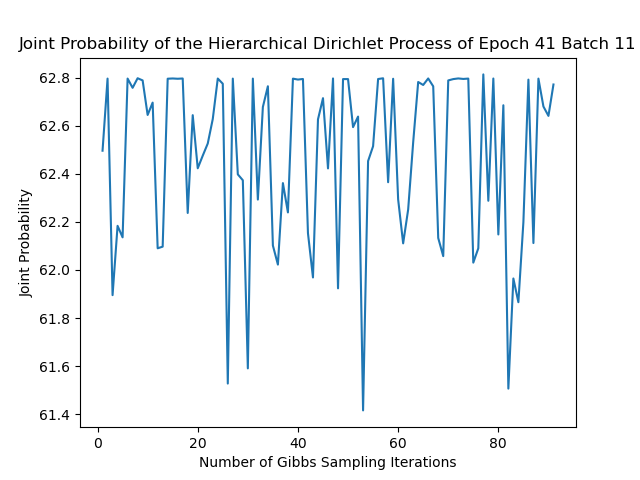 Joint Probability of the Hierarchical Dirichlet Process of Epoch 41 Batch 11
62.8
62.6
62.4
62.2
62.0
61.8
61.6
61.4
Joint Probability
0 20 40 60 80
Number of Gibbs Sampling Iterations